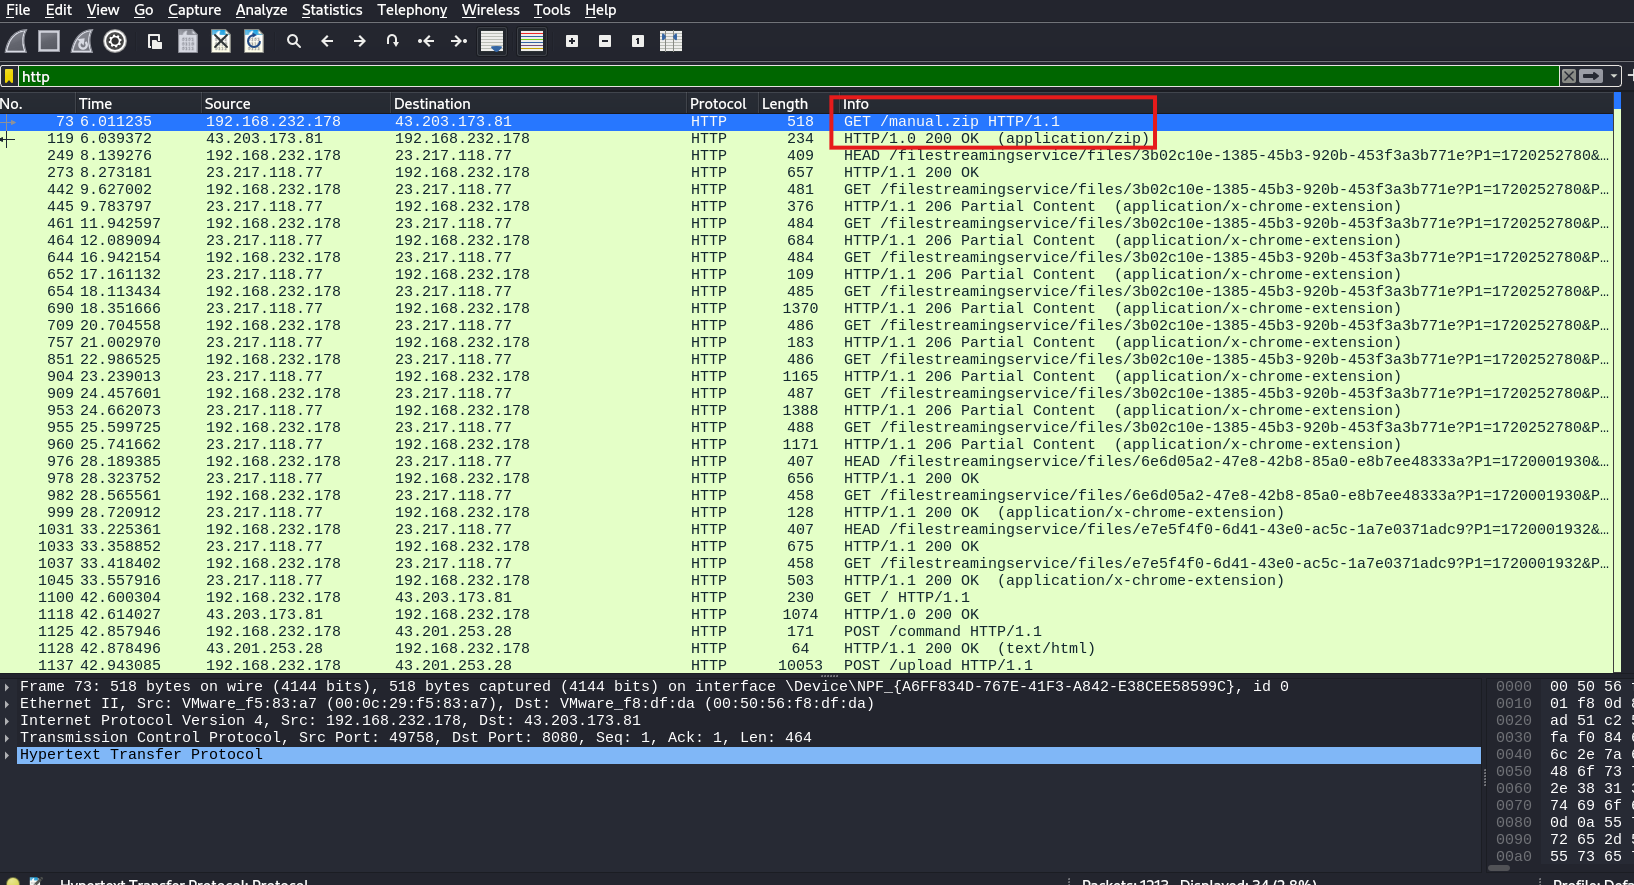 File Edit View Go Capture Analyze Statistics Telephony Wireless Tools Help
http
No. Time Source Destination Protocol Length Info
73 6.011235 192.168.232.178 43.203.173.81 HTTP 518 GET /manual.zip HTTP/1.1
119 6.039372 43.203.173.81 192.168.232.178 HTTP 234 HTTP/1.0 200 OK (application/zip)
249 8.139276 192.168.232.178 23.217.118.77 HTTP 409 HEAD /filestreamingservice/files/3b02c10e-1385-45b3-920b-453f3a3b771e?P1=1720252780&…
273 8.273181 23.217.118.77 192.168.232.178 HTTP 657 HTTP/1.1 200 OK
442 9.627002 192.168.232.178 23.217.118.77 HTTP 481 GET /filestreamingservice/files/3b02c10e-1385-45b3-920b-453f3a3b771e?P1=1720252780&P…
445 9.783797 23.217.118.77 192.168.232.178 HTTP 376 HTTP/1.1 206 Partial Content (application/x-chrome-extension)
461 11.942597 192.168.232.178 23.217.118.77 HTTP 484 GET /filestreamingservice/files/3b02c10e-1385-45b3-920b-453f3a3b771e?P1=1720252780&P…
464 12.089094 23.217.118.77 192.168.232.178 HTTP 684 HTTP/1.1 206 Partial Content (application/x-chrome-extension)
644 16.942154 192.168.232.178 23.217.118.77 HTTP 484 GET /filestreamingservice/files/3b02c10e-1385-45b3-920b-453f3a3b771e?P1=1720252780&P…
652 17.161132 23.217.118.77 192.168.232.178 HTTP 109 HTTP/1.1 206 Partial Content (application/x-chrome-extension)
654 18.113434 192.168.232.178 23.217.118.77 HTTP 485 GET /filestreamingservice/files/3b02c10e-1385-45b3-920b-453f3a3b771e?P1=1720252780&P…
690 18.351666 23.217.118.77 192.168.232.178 HTTP 1370 HTTP/1.1 206 Partial Content (application/x-chrome-extension)
709 20.704558 192.168.232.178 23.217.118.77 HTTP 486 GET /filestreamingservice/files/3b02c10e-1385-45b3-920b-453f3a3b771e?P1=1720252780&P…
757 21.002970 23.217.118.77 192.168.232.178 HTTP 183 HTTP/1.1 206 Partial Content (application/x-chrome-extension)
851 22.986525 192.168.232.178 23.217.118.77 HTTP 486 GET /filestreamingservice/files/3b02c10e-1385-45b3-920b-453f3a3b771e?P1=1720252780&P…
904 23.239013 23.217.118.77 192.168.232.178 HTTP 1165 HTTP/1.1 206 Partial Content (application/x-chrome-extension)
909 24.457601 192.168.232.178 23.217.118.77 HTTP 487 GET /filestreamingservice/files/3b02c10e-1385-45b3-920b-453f3a3b771e?P1=1720252780&P…
953 24.662073 23.217.118.77 192.168.232.178 HTTP 1388 HTTP/1.1 206 Partial Content (application/x-chrome-extension)
955 25.599725 192.168.232.178 23.217.118.77 HTTP 488 GET /filestreamingservice/files/3b02c10e-1385-45b3-920b-453f3a3b771e?P1=1720252780&P…
960 25.741662 23.217.118.77 192.168.232.178 HTTP 1171 HTTP/1.1 206 Partial Content (application/x-chrome-extension)
976 28.189385 192.168.232.178 23.217.118.77 HTTP 407 HEAD /filestreamingservice/files/6e6d05a2-47e8-42b8-85a0-e8b7ee48333a?P1=1720001930&…
978 28.323752 23.217.118.77 192.168.232.178 HTTP 656 HTTP/1.1 200 OK
982 28.565561 192.168.232.178 23.217.118.77 HTTP 458 GET /filestreamingservice/files/6e6d05a2-47e8-42b8-85a0-e8b7ee48333a?P1=1720001930&P…
999 28.720912 23.217.118.77 192.168.232.178 HTTP 128 HTTP/1.1 200 OK (application/x-chrome-extension)
1031 33.225361 192.168.232.178 23.217.118.77 HTTP 407 HEAD /filestreamingservice/files/e7e5f4f0-6d41-43e0-ac5c-1a7e0371adc9?P1=1720001932&…
1033 33.358852 23.217.118.77 192.168.232.178 HTTP 675 HTTP/1.1 200 OK
1037 33.418402 192.168.232.178 23.217.118.77 HTTP 458 GET /filestreamingservice/files/e7e5f4f0-6d41-43e0-ac5c-1a7e0371adc9?P1=1720001932&P…
1045 33.557916 23.217.118.77 192.168.232.178 HTTP 503 HTTP/1.1 200 OK (application/x-chrome-extension)
1100 42.600304 192.168.232.178 43.203.173.81 HTTP 230 GET / HTTP/1.1
1118 42.614027 43.203.173.81 192.168.232.178 HTTP 1074 HTTP/1.0 200 OK
1125 42.857946 192.168.232.178 43.201.253.28 HTTP 171 POST /command HTTP/1.1
1128 42.878496 43.201.253.28 192.168.232.178 HTTP 64 HTTP/1.1 200 OK (text/html)
1137 42.943085 192.168.232.178 43.201.253.28 HTTP 10053 POST /upload HTTP/1.1
Frame 73: 518 bytes on wire (4144 bits), 518 bytes captured (4144 bits) on interface \Device\NPF_{A6FF834D-767E-41F3-A842-E38CEE58599C}, id 0
Ethernet II, Src: VMware_f5:83:a7 (00:0c:29:f5:83:a7), Dst: VMware_f8:df:da (00:50:56:f8:df:da)
Internet Protocol Version 4, Src: 192.168.232.178, Dst: 43.203.173.81
Transmission Control Protocol, Src Port: 49758, Dst Port: 8080, Seq: 1, Ack: 1, Len: 464
Hypertext Transfer Protocol
0000 00 50 56
0010 01 f8 0d
0020 ad 51 c2
0030 fa f0 84
0040 6c 2e 7a
0050 48 6f 73
0060 2e 38 31
0070 74 69 6f
0080 0d 0a 55
0090 72 65 2d
00a0 55 73 65
Hypertext Transfer Protocol: Protocol
Packets: 1213 · Displayed: 34 (2.8%)
Profile: